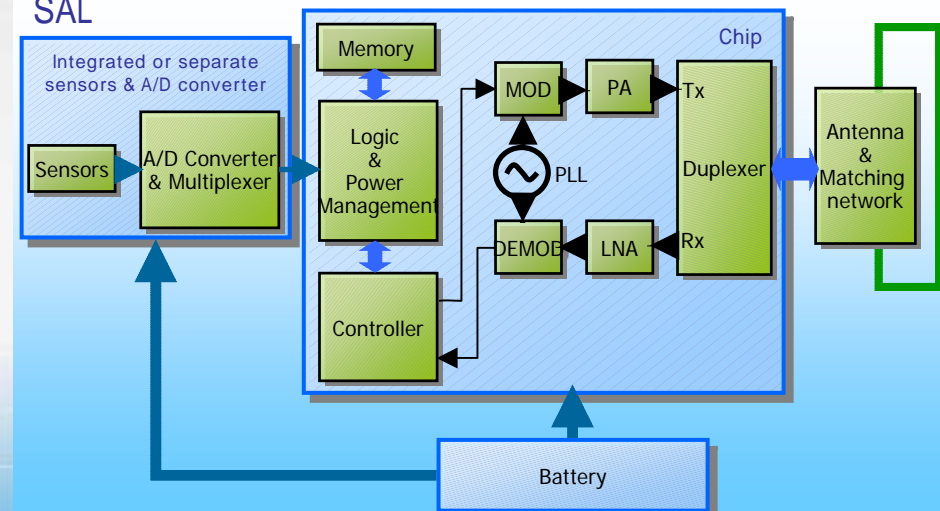 SAL
Integrated or separate
sensors & A/D converter
Sensors
A/D Converter
& Multiplexer
Chip
Memory
Logic
&
Power
Management
Controller
MOD
PA
Tx
PLL
Duplexer
DEMOD
LNA
Rx
Antenna
&
Matching
network
Battery